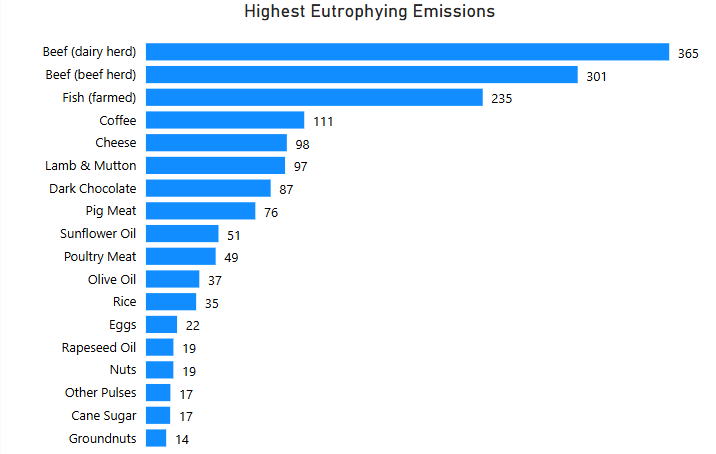 Highest Eutrophying Emissions
Beef (dairy herd) 365
Beef (beef herd) 301
Fish (farmed) 235
Coffee 111
Cheese 98
Lamb & Mutton 97
Dark Chocolate 87
Pig Meat 76
Sunflower Oil 51
Poultry Meat 49
Olive Oil 37
Rice 35
Eggs 22
Rapeseed Oil 19
Nuts 19
Other Pulses 17
Cane Sugar 17
Groundnuts 14